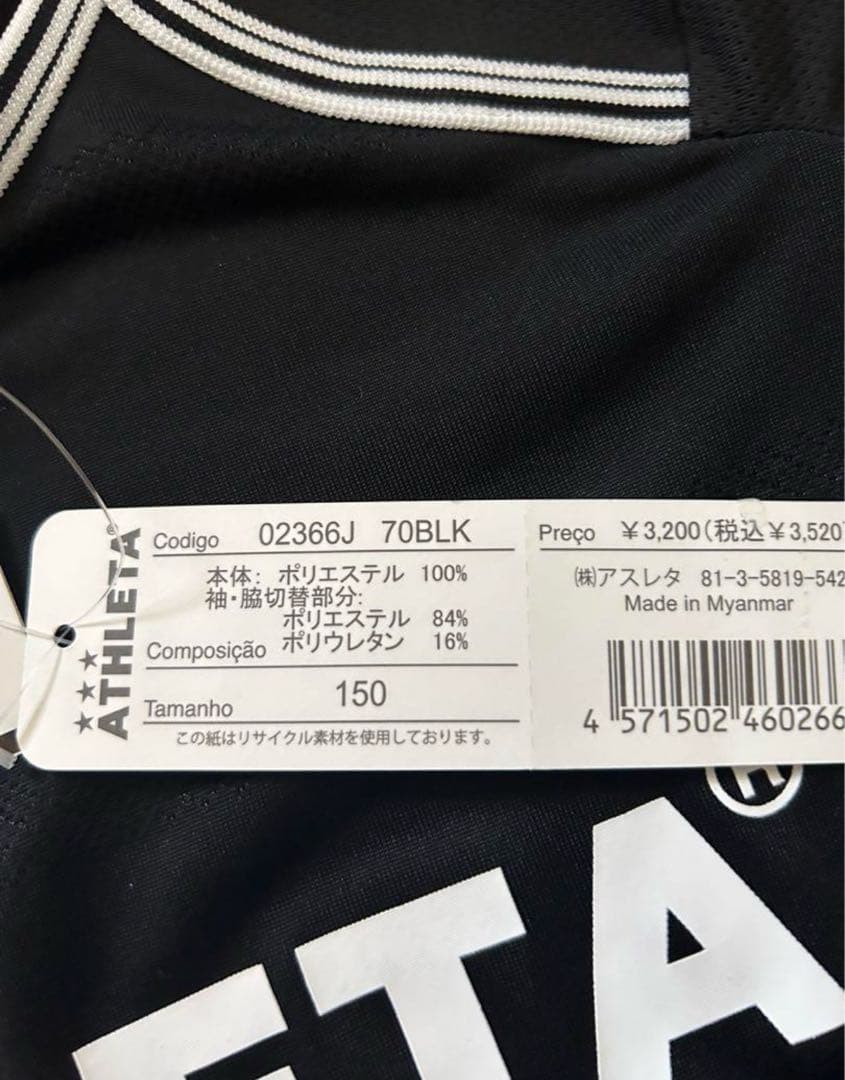 ATHLETA®
Codigo 02366J 70BLK
本体: ポリエステル 100%
袖・脇切替部分:
ポリエステル 84%
Composição ポリウレタン 16%
Tamanho 150
この紙はリサイクル素材を使用しております。
Preço ¥3,200(税込¥3,520
㈱アスレタ 81-3-5819-542
Made in Myanmar
4 571502 460266
ETA®